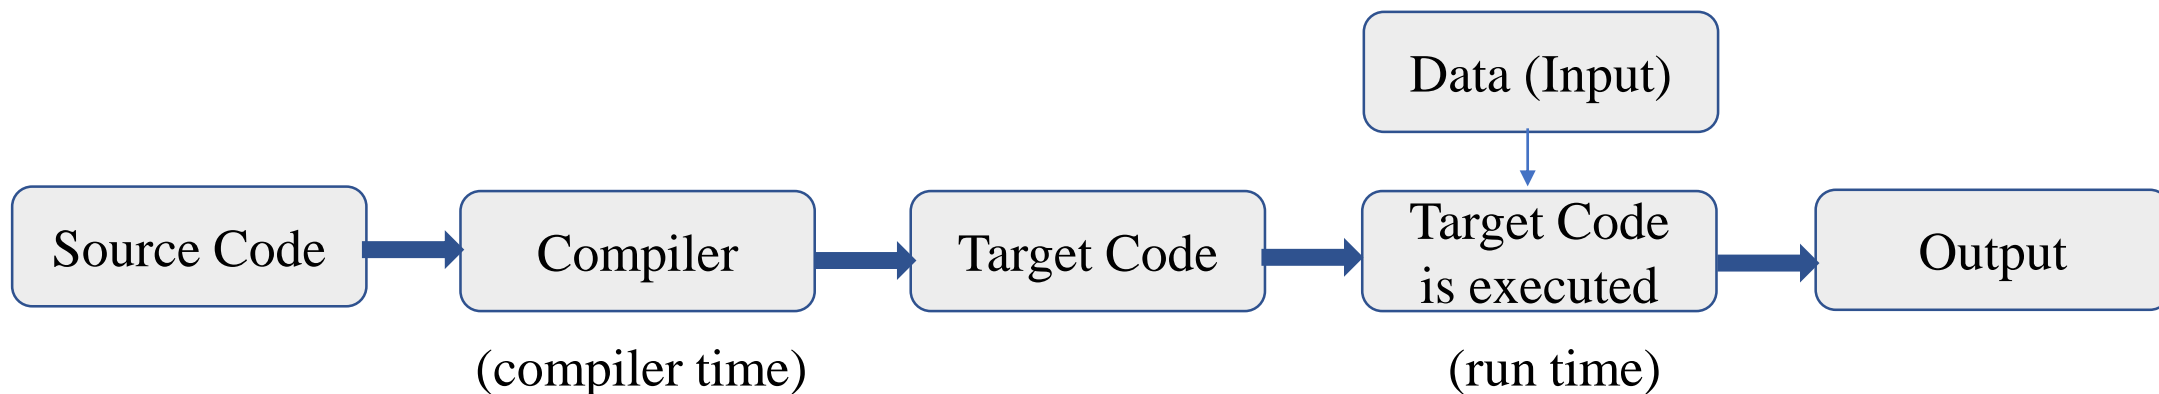 Data (Input)
Source Code
Compiler
Target Code
Target Code
is executed
Output
(compiler time)
(run time)